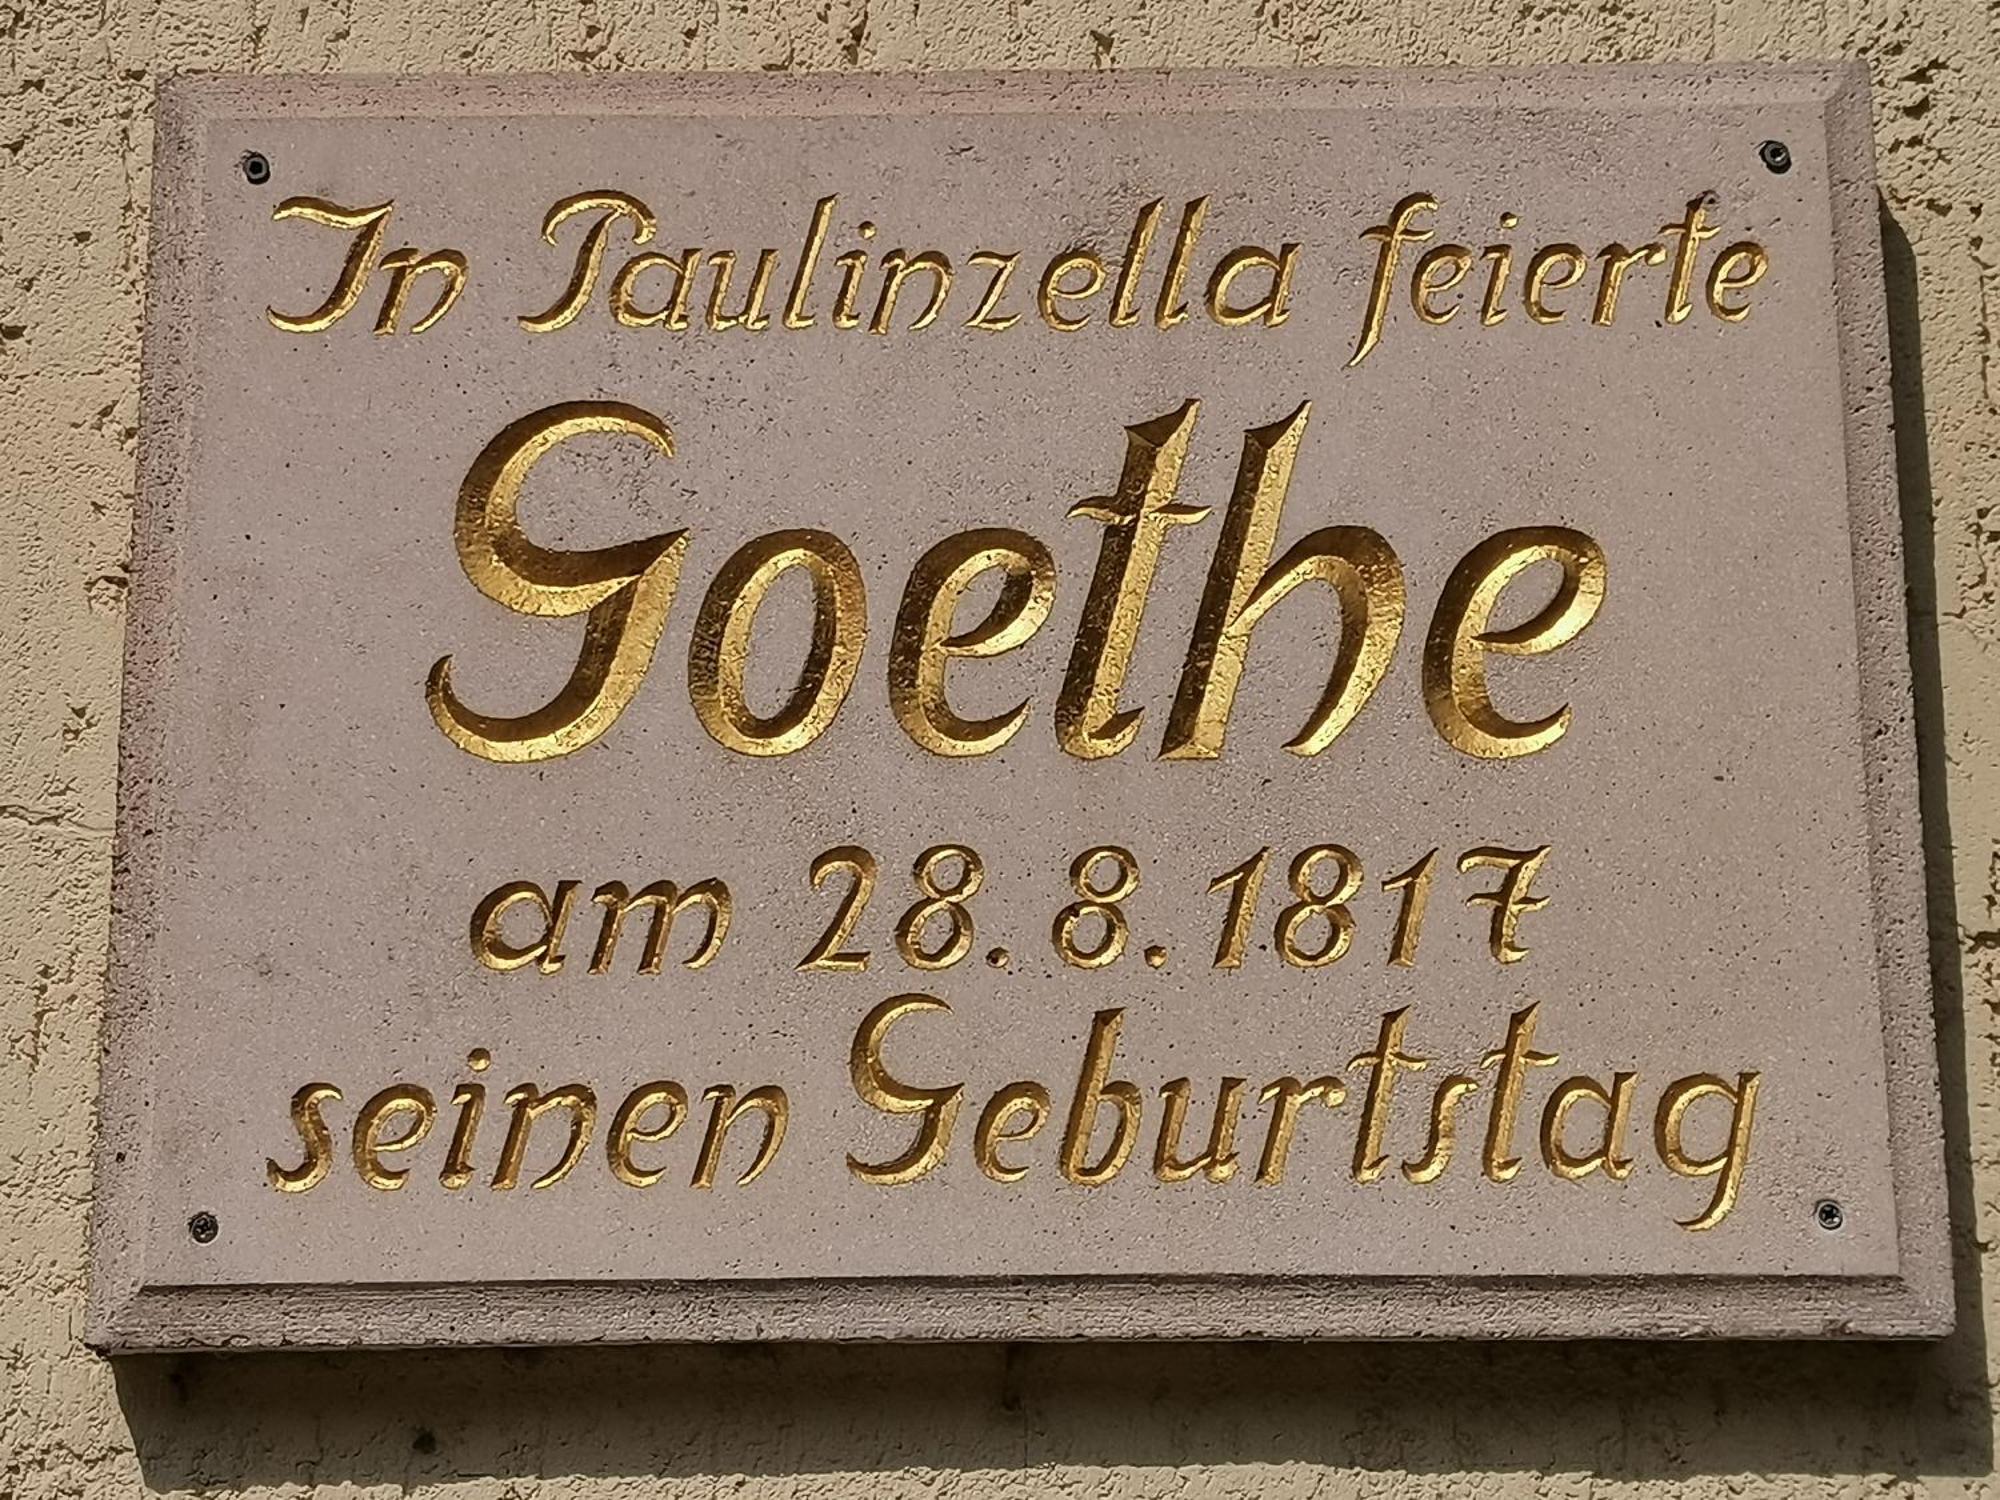 In Paulinzella feierte
Goethe
am 28.8.1817
seinen Geburtstag